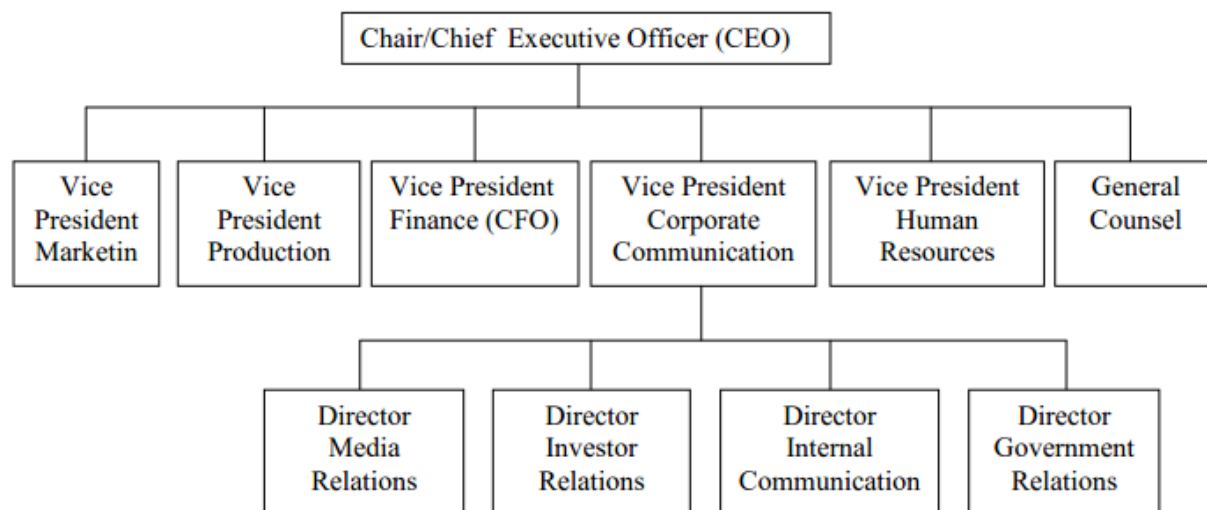 Chair/Chief Executive Officer (CEO)
Vice
President
Marketin
Vice
President
Production
Vice President
Finance (CFO)
Vice President
Corporate
Communication
Vice President
Human
Resources
General
Counsel
Director
Media
Relations
Director
Investor
Relations
Director
Internal
Communication
Director
Government
Relations